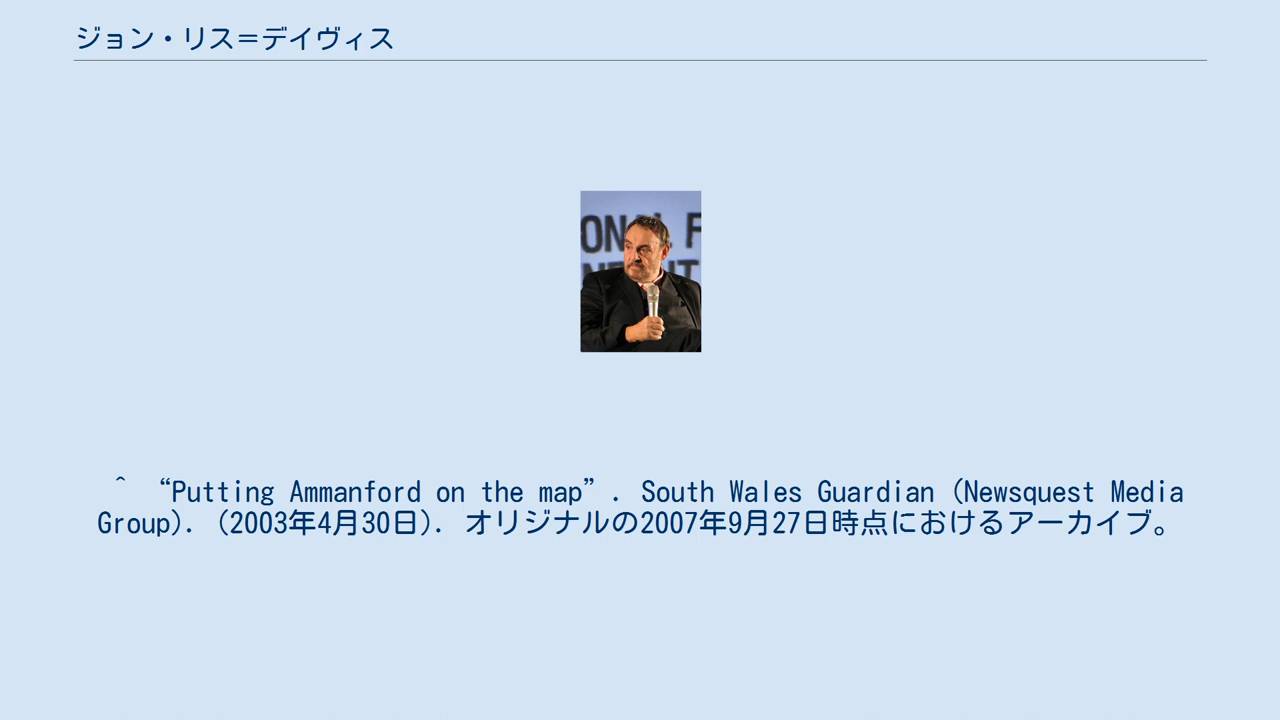 ジョン・リス＝デイヴィス
ONAL F
^ “Putting Ammanford on the map”. South Wales Guardian (Newsquest Media
Group). (2003年4月30日). オリジナルの2007年9月27日時点におけるアーカイブ。